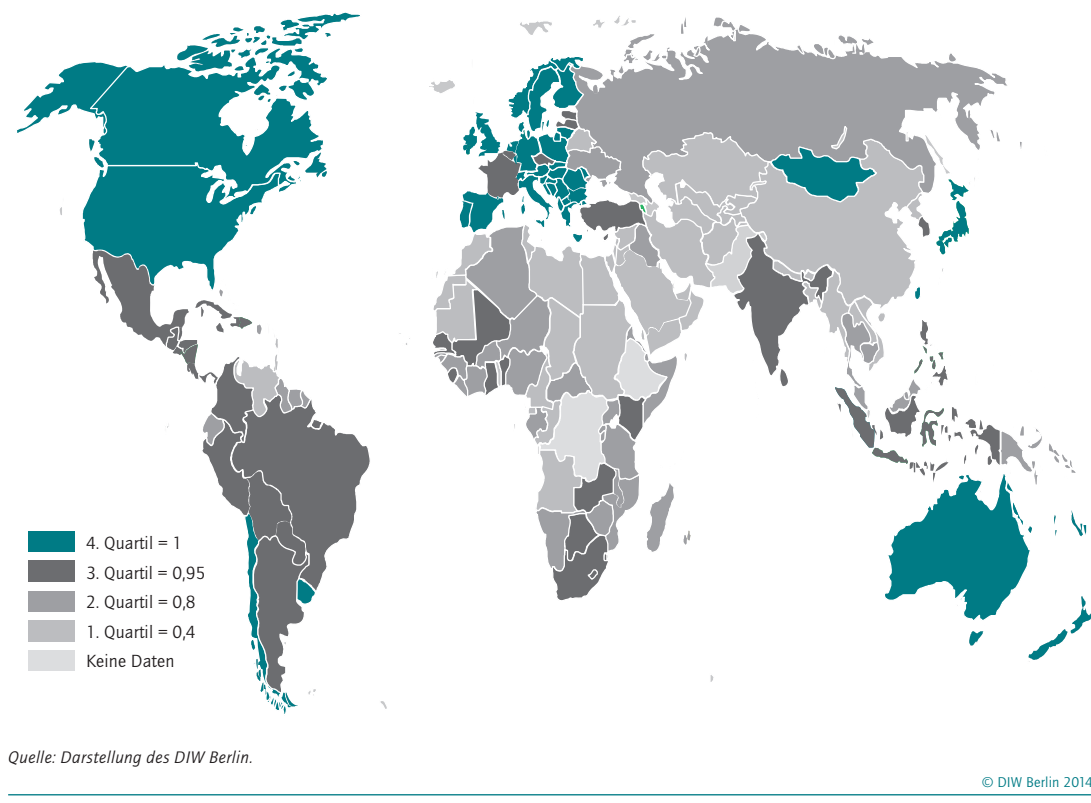 4. Quartil = 1
3. Quartil = 0,95
2. Quartil = 0,8
1. Quartil = 0,4
Keine Daten
Quelle: Darstellung des DIW Berlin.
© DIW Berlin 2014